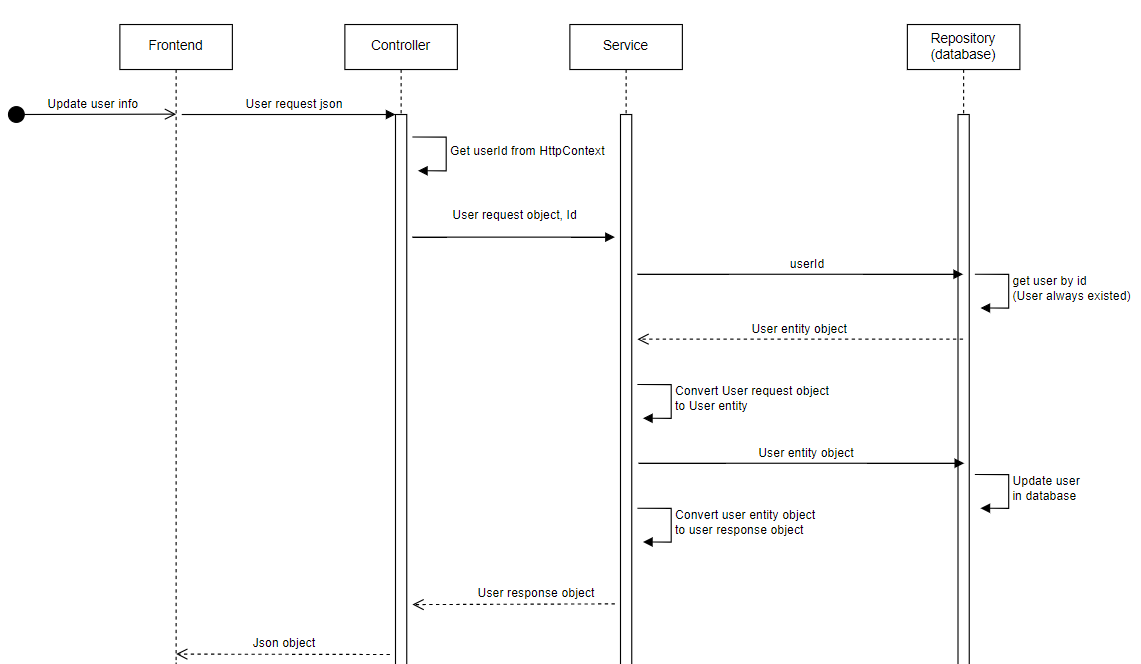 Frontend
Controller
Service
Repository
(database)
Update user info
User request json
Get userId from HttpContext
User request object, Id
userId
get user by id
(User always existed)
User entity object
Convert User request object
to User entity
User entity object
Update user
in database
Convert user entity object
to user response object
User response object
Json object